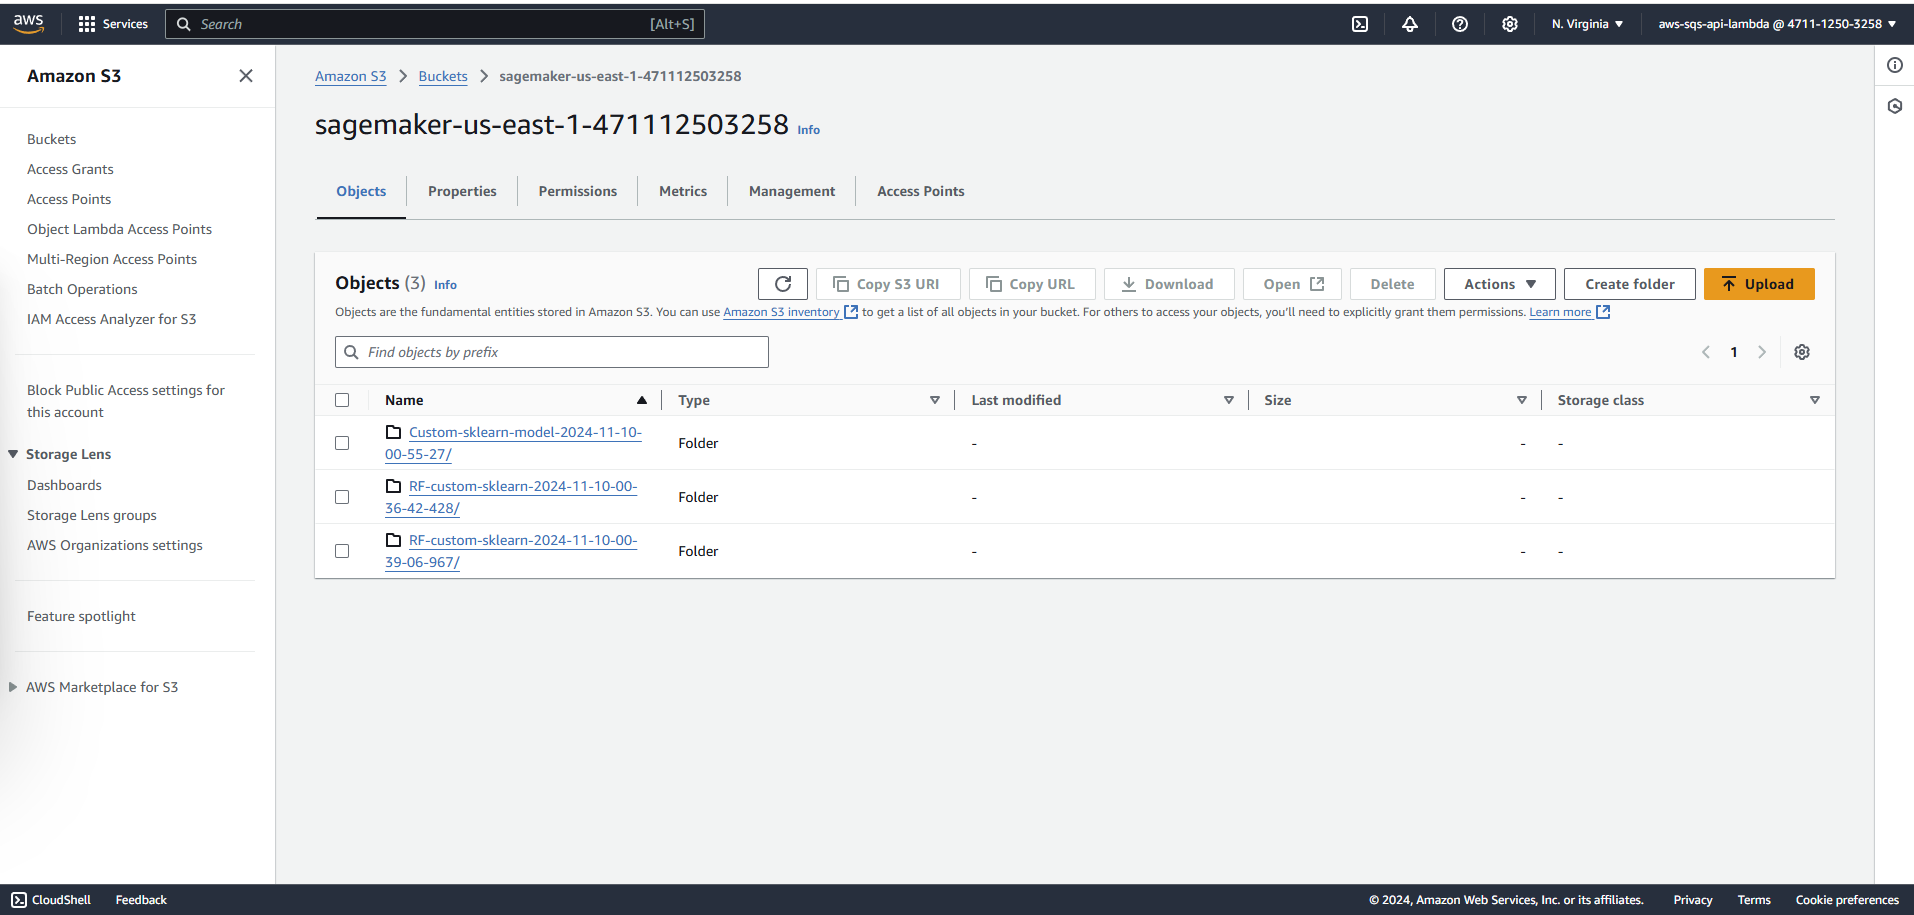 aws
Services
Search
[Alt+S]
N. Virginia
aws-sqs-api-lambda @ 4711-1250-3258
Amazon S3
Buckets
Access Grants
Access Points
Object Lambda Access Points
Multi-Region Access Points
Batch Operations
IAM Access Analyzer for S3
Block Public Access settings for
this account
Storage Lens
Dashboards
Storage Lens groups
AWS Organizations settings
Feature spotlight
AWS Marketplace for S3
Amazon S3 > Buckets > sagemaker-us-east-1-471112503258
sagemaker-us-east-1-471112503258 Info
Objects
Properties
Permissions
Metrics
Management
Access Points
Objects (3) Info
Copy S3 URI
Copy URL
Download
Open
Delete
Actions
Create folder
Upload
Objects are the fundamental entities stored in Amazon S3. You can use Amazon S3 inventory to get a list of all objects in your bucket. For others to access your objects, you'll need to explicitly grant them permissions. Learn more
Find objects by prefix
1
Name Type Last modified Size Storage class
Custom-sklearn-model-2024-11-10-
00-55-27/
Folder - - -
RF-custom-sklearn-2024-11-10-00-
36-42-428/
Folder - - -
RF-custom-sklearn-2024-11-10-00-
39-06-967/
Folder - - -
CloudShell
Feedback
© 2024, Amazon Web Services, Inc. or its affiliates.
Privacy
Terms
Cookie preferences